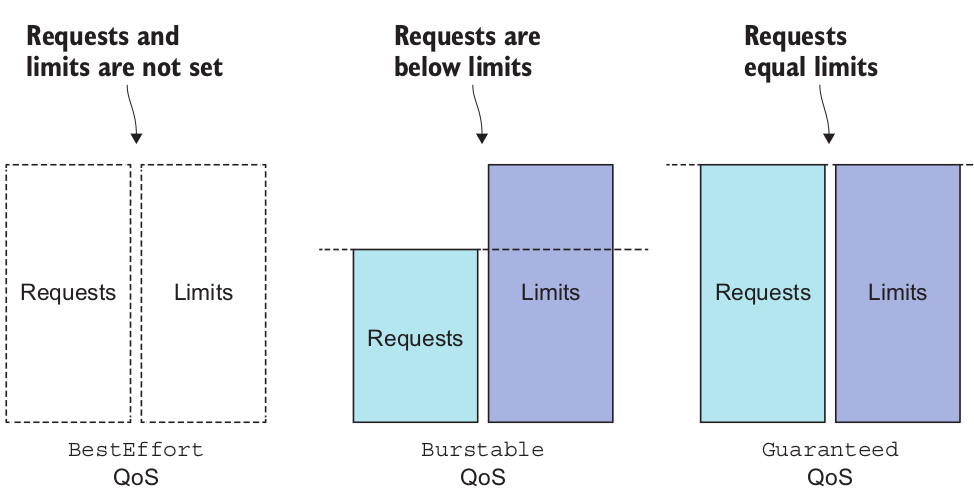 Requests and
limits are not set
Requests are
below limits
Requests
equal limits
Requests
Limits
Requests
Limits
Requests
Limits
BestEffort
QoS
Burstable
QoS
Guaranteed
QoS